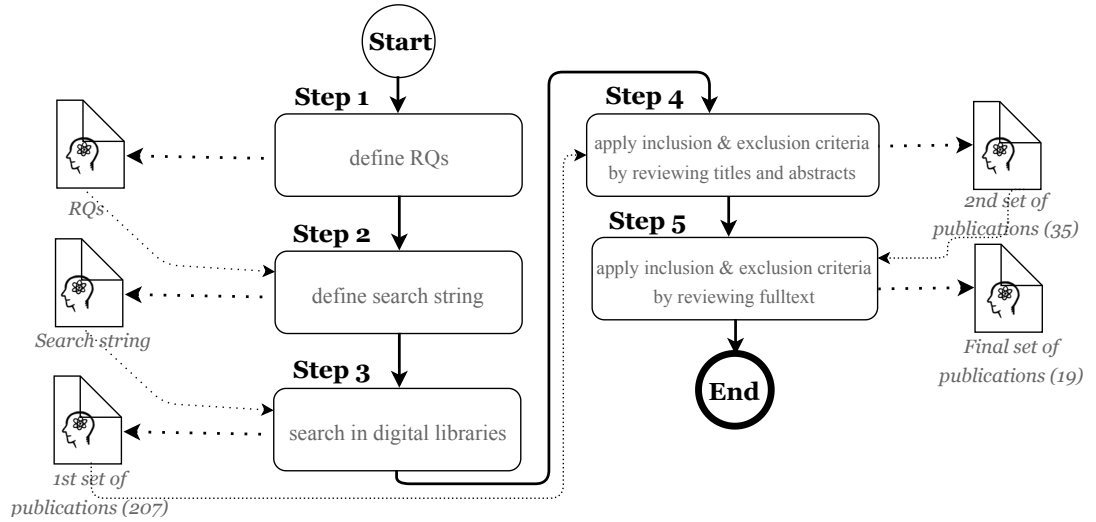 Start
Step 1
define RQs
RQs
Step 2
define search string
Search string
Step 3
search in digital libraries
1st set of
publications (207)
Step 4
apply inclusion & exclusion criteria
by reviewing titles and abstracts
2nd set of
publications (35)
Step 5
apply inclusion & exclusion criteria
by reviewing fulltext
Final set of
publications (19)
End